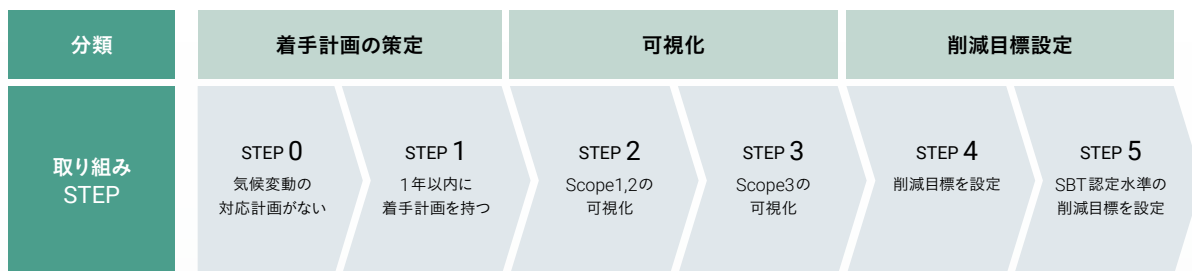 分類
着手計画の策定
可視化
削減目標設定
取り組み
STEP
STEP 0
気候変動の
対応計画がない
STEP 1
1年以内に
着手計画を持つ
STEP 2
Scope1,2の
可視化
STEP 3
Scope3の
可視化
STEP 4
削減目標を設定
STEP 5
SBT認定水準の
削減目標を設定